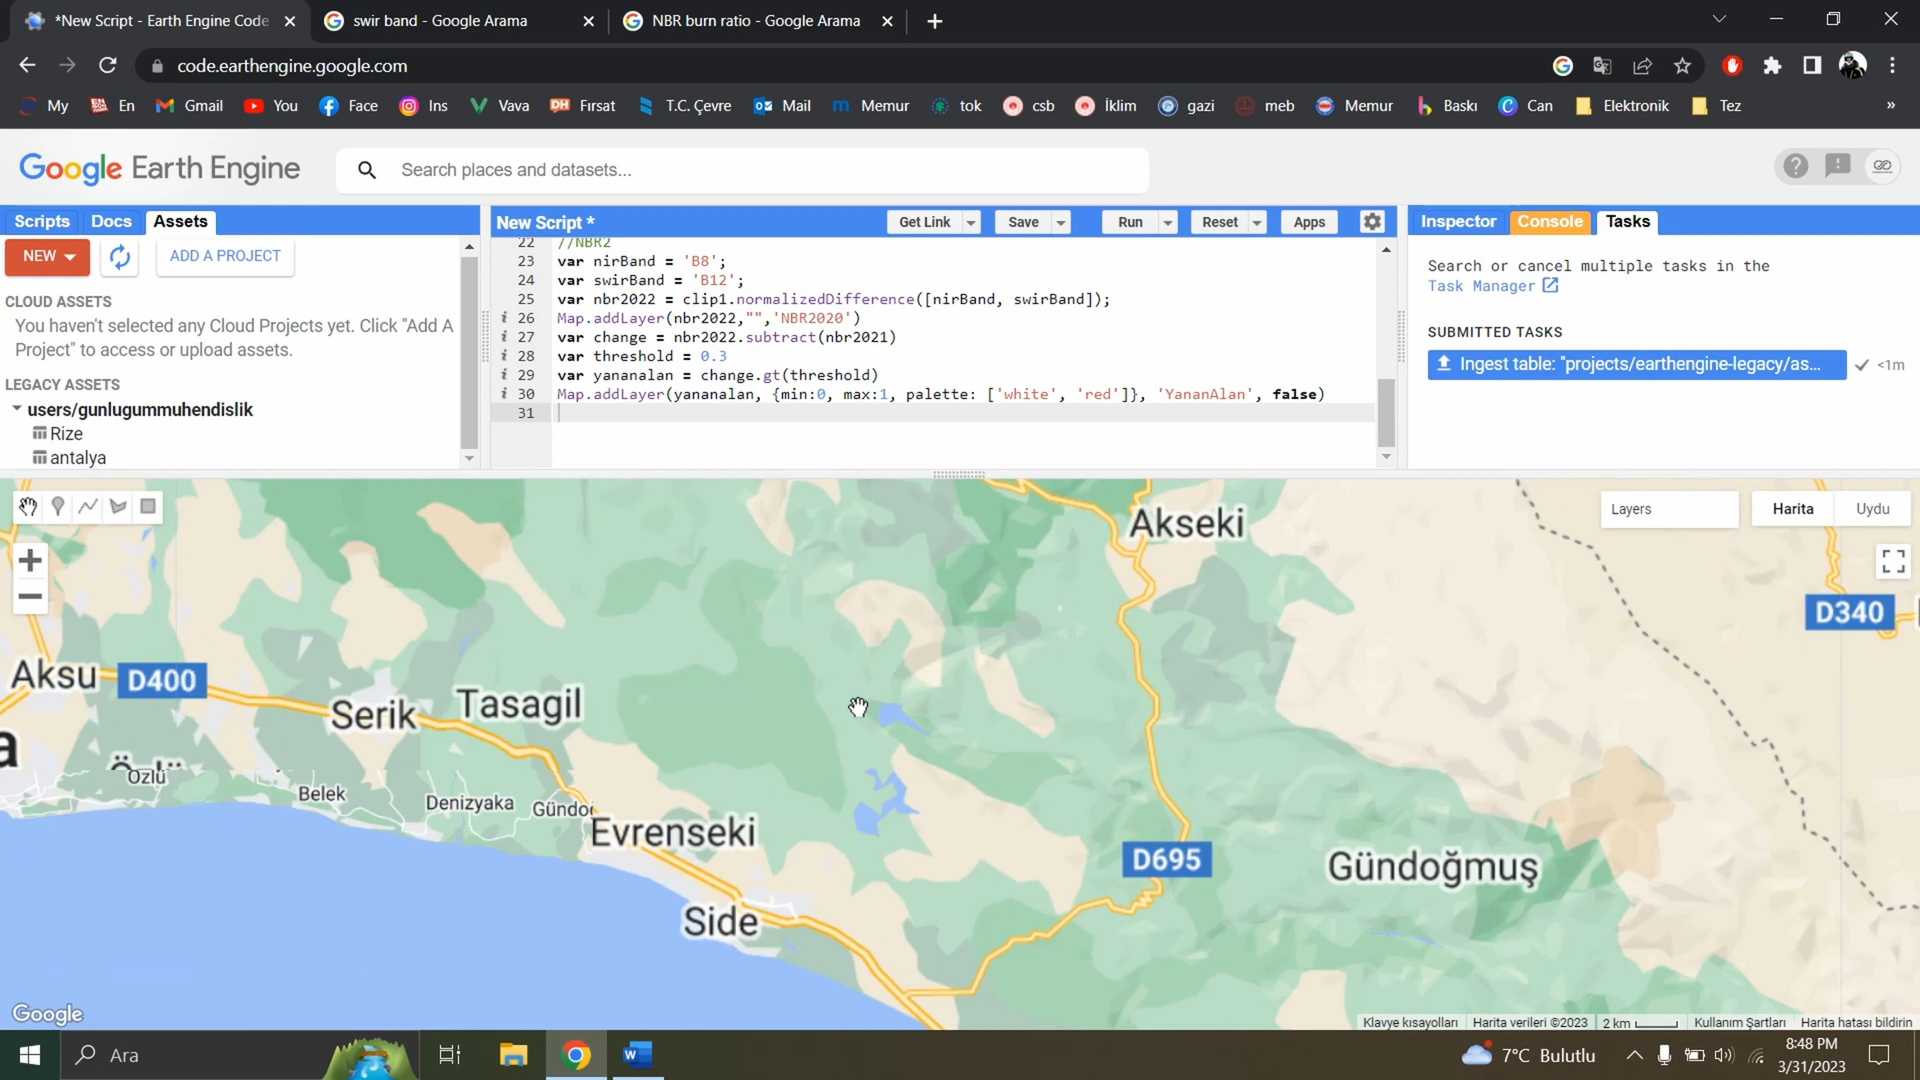 *New Script - Earth Engine Code
swir band - Google Arama
NBR burn ratio - Google Arama
code.earthengine.google.com
My
En
Gmail
You
Face
Ins
Vava
Fırsat
T.C. Çevre
Mail
Memur
tok
csb
İklim
gazi
meb
Memur
Baskı
Can
Elektronik
Tez
»
Google Earth Engine
Search places and datasets...
Scripts
Docs
Assets
NEW
ADD A PROJECT
CLOUD ASSETS
You haven't selected any Cloud Projects yet. Click "Add A
Project" to access or upload assets.
LEGACY ASSETS
users/gunlugummuhendislik
Rize
antalya
New Script *
Get Link
Save
Run
Reset
Apps
22 //NBR2
23 var nirBand = 'B8';
24 var swirBand = 'B12';
25 var nbr2022 = clip1.normalizedDifference([nirBand, swirBand]);
i 26 Map.addLayer(nbr2022,"",'NBR2020')
i 27 var change = nbr2022.subtract(nbr2021)
i 28 var threshold = 0.3
i 29 var yananalan = change.gt(threshold)
i 30 Map.addLayer(yananalan, {min:0, max:1, palette: ['white', 'red']}, 'YananAlan', false)
31
Inspector
Console
Tasks
Search or cancel multiple tasks in the
Task Manager
SUBMITTED TASKS
Ingest table: "projects/earthengine-legacy/as...
<1m
Layers
Harita
Uydu
Akseki
D340
Aksu
D400
Serik
Tasagil
a
Özlü
Belek
Denizyaka
Gündoğ
Evrenseki
D695
Gündoğmuş
Side
Google
Klavye kısayolları
Harita verileri ©2023
2 km
Kullanım Şartları
Harita hatası bildirin
Ara
7°C Bulutlu
8:48 PM
3/31/2023